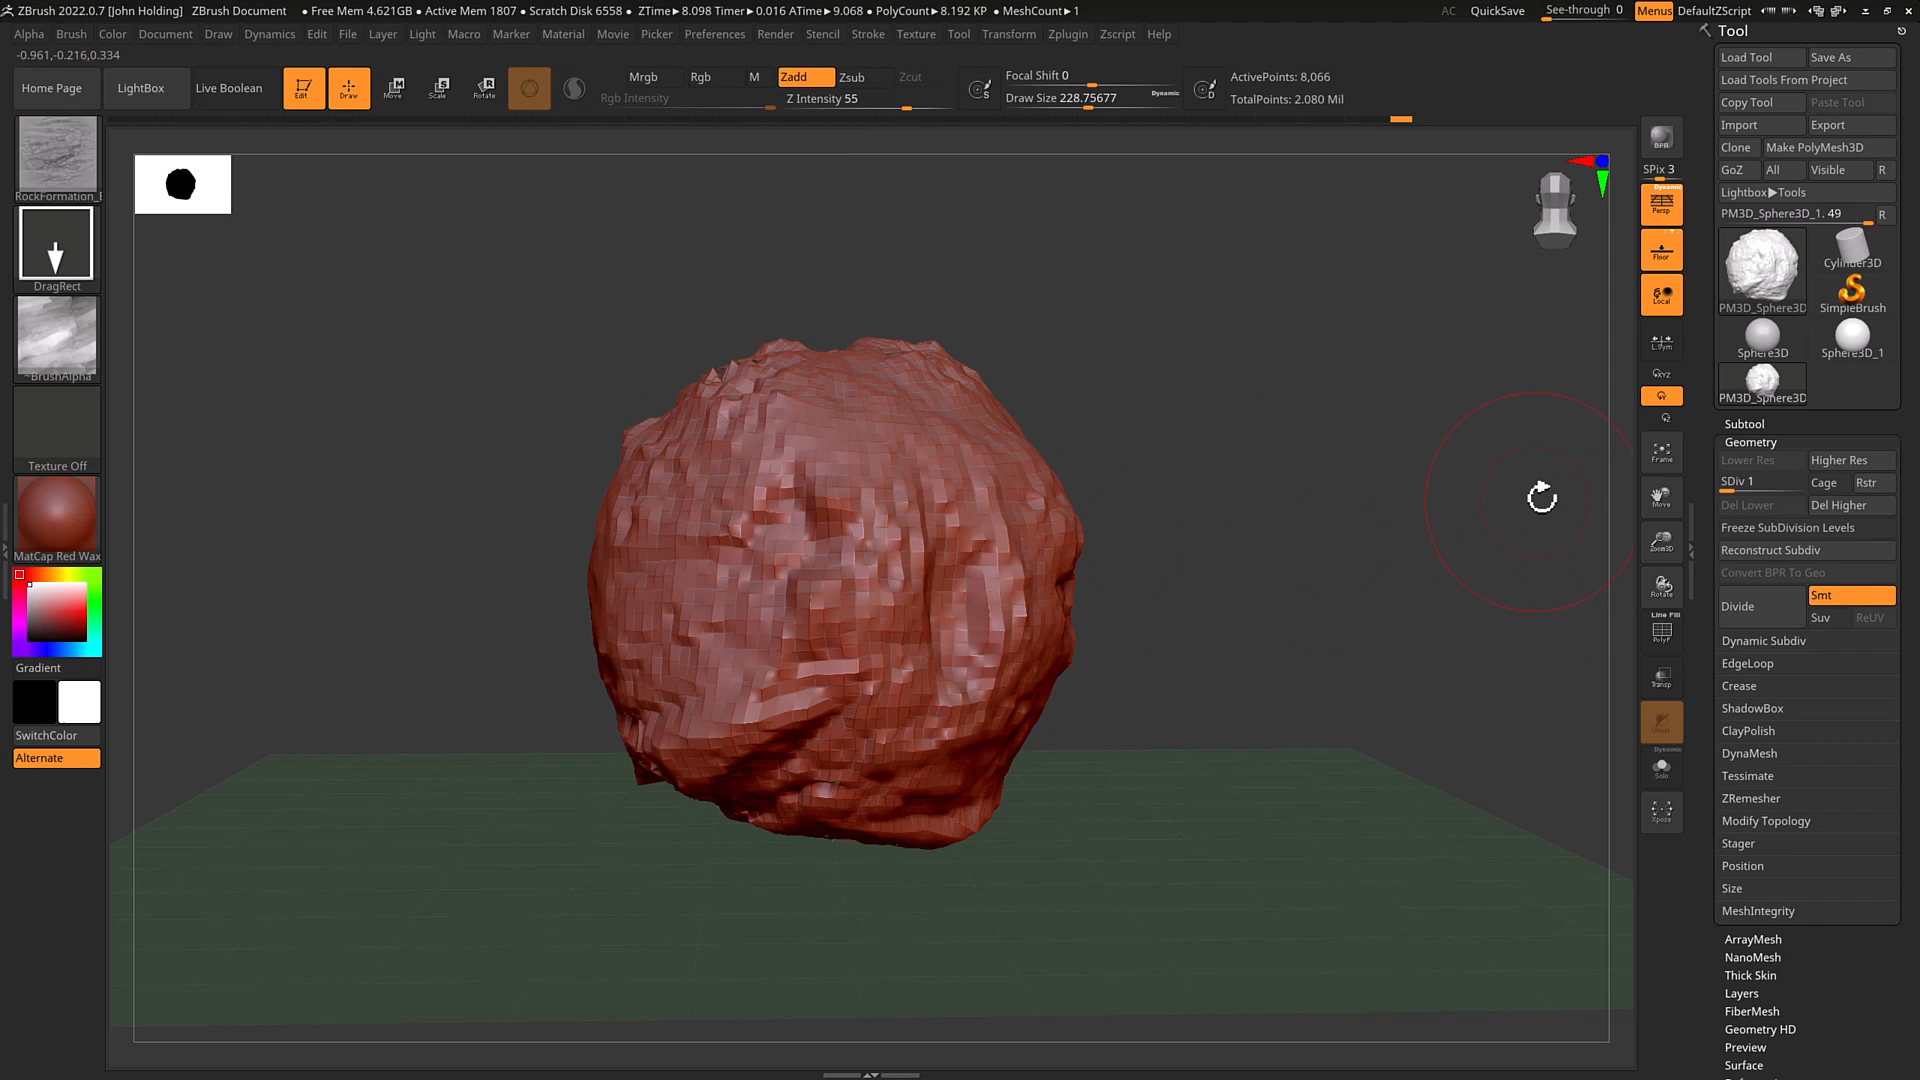 ZBrush 2022.0.7 [John Holding] ZBrush Document ● Free Mem 4.621GB ● Active Mem 1807 ● Scratch Disk 6558 ● ZTime►8.098 Timer►0.016 ATime►9.068 ● PolyCount►8.192 KP ● MeshCount►1 AC QuickSave See-through 0 Menus DefaultZScript
Alpha Brush Color Document Draw Dynamics Edit File Layer Light Macro Marker Material Movie Picker Preferences Render Stencil Stroke Texture Tool Transform Zplugin Zscript Help
-0.961,-0.216,0.334
Home Page LightBox Live Boolean Edit Draw Move Scale Rotate
Mrgb Rgb M Zadd Zsub Zcut
Rgb Intensity Z Intensity 55
Focal Shift 0
Draw Size 228.75677 Dynamic
ActivePoints: 8,066
TotalPoints: 2.080 Mil
RockFormation_
DragRect
~BrushAlpha
Texture Off
MatCap Red Wax
Gradient
SwitchColor
Alternate
BPR
SPix 3
Dynamic
Persp
Floor
Local
L.Sym
XYZ
Frame
Move
Zoom3D
Rotate
Line Fill
PolyF
Transp
Dynamic
Solo
Xpose
Tool
Load Tool Save As
Load Tools From Project
Copy Tool Paste Tool
Import Export
Clone Make PolyMesh3D
GoZ All Visible R
Lightbox►Tools
PM3D_Sphere3D_1. 49 R
PM3D_Sphere3D Cylinder3D
SimpleBrush
Sphere3D Sphere3D_1
PM3D_Sphere3D
Subtool
Geometry
Lower Res Higher Res
SDiv 1 Cage Rstr
Del Lower Del Higher
Freeze SubDivision Levels
Reconstruct Subdiv
Convert BPR To Geo
Divide Smt
Suv ReUV
Dynamic Subdiv
EdgeLoop
Crease
ShadowBox
ClayPolish
DynaMesh
Tessimate
ZRemesher
Modify Topology
Stager
Position
Size
MeshIntegrity
ArrayMesh
NanoMesh
Thick Skin
Layers
FiberMesh
Geometry HD
Preview
Surface